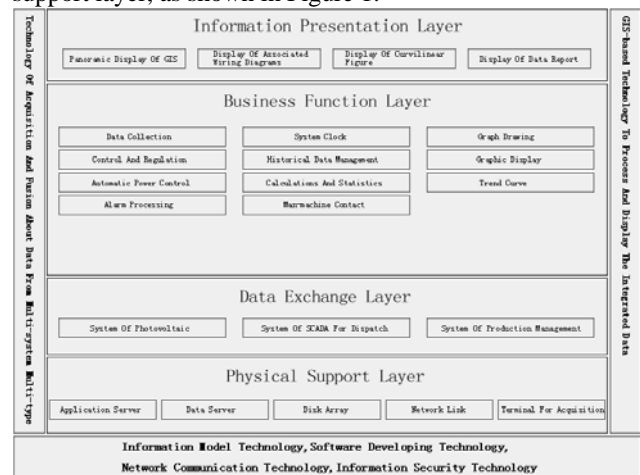 support layer, as shown in Figure 1.
Technology Of Acquisition And Fusion About Data From Multi-system Multi-type
Information Presentation Layer
Panoramic Display Of GIS
Display Of Associated
Wiring Diagrams
Display Of Curvilinear
Figure
Display Of Data Report
Business Function Layer
Data Collection
System Clock
Graph Drawing
Control And Regulation
Historical Data Management
Graphic Display
Automatic Power Control
Calculations And Statistics
Trend Curve
Alarm Processing
Manmachine Contact
Data Exchange Layer
System Of Photovoltaic
System Of SCADA For Dispatch
System Of Production Management
Physical Support Layer
Application Server
Data Server
Disk Array
Network Link
Terminal For Acquisition
GIS-based Technology To Process And Display The Integrated Data
Information Model Technology, Software Developing Technology,
Network Communication Technology, Information Security Technology